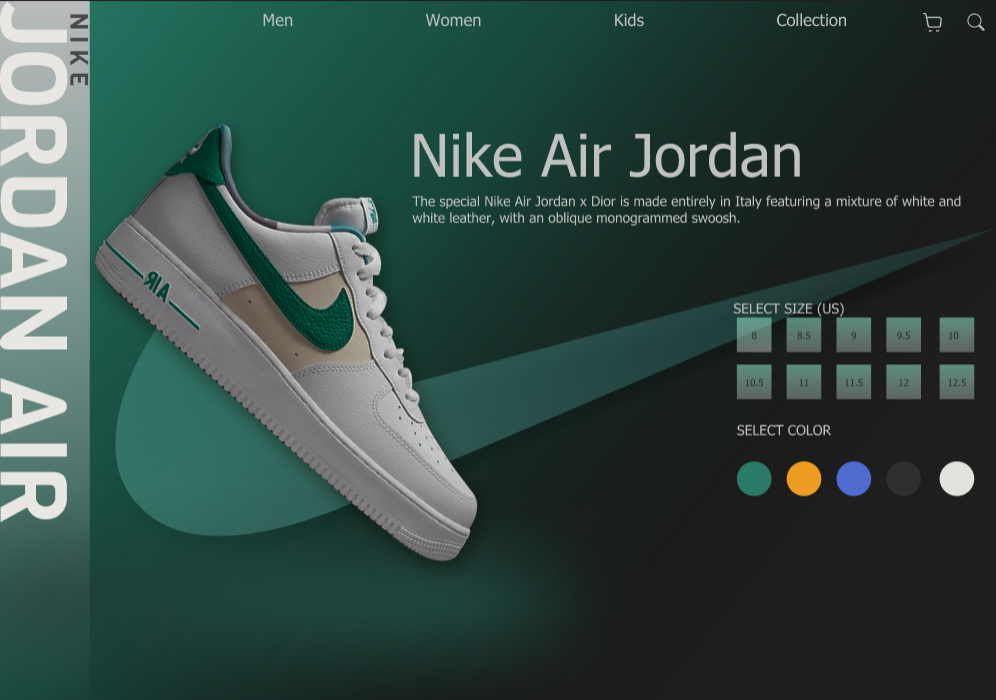 Men Women Kids Collection
NIKE
JORDAN AIR
Nike Air Jordan
The special Nike Air Jordan x Dior is made entirely in Italy featuring a mixture of white and
white leather, with an oblique monogrammed swoosh.
AIR
SELECT SIZE (US)
8 8.5 9 9.5 10
10.5 11 11.5 12 12.5
SELECT COLOR